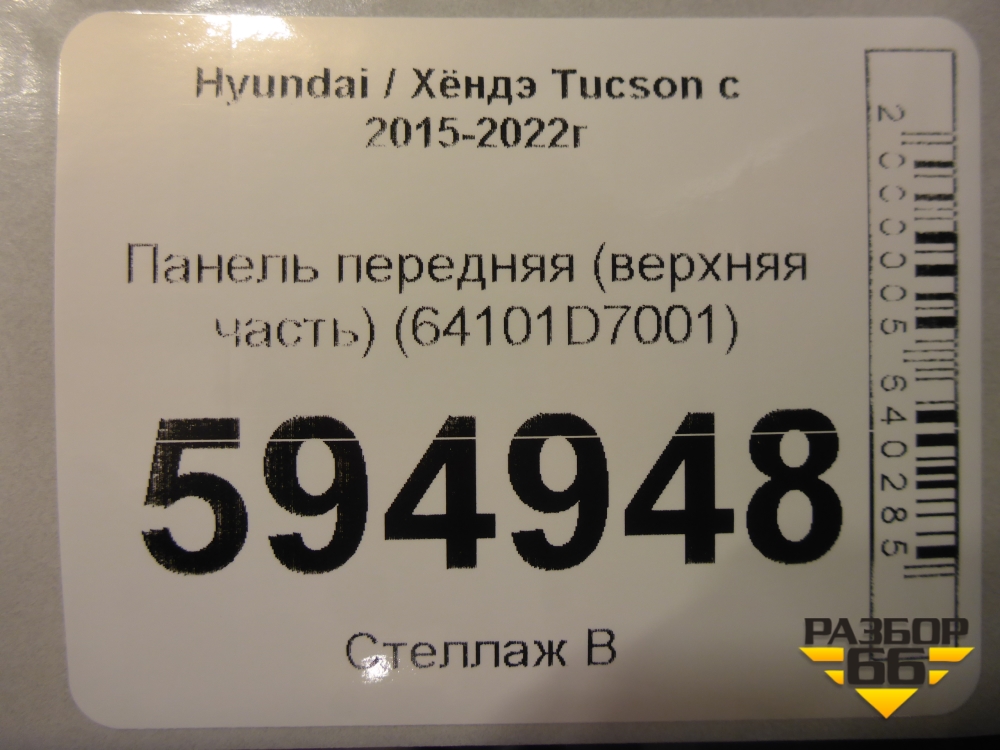 Hyundai / Хёндэ Tucson с
2015-2022г
Панель передняя (верхняя
часть) (64101D7001)
594948
Стеллаж В
2000005640285
РАЗБОР
66